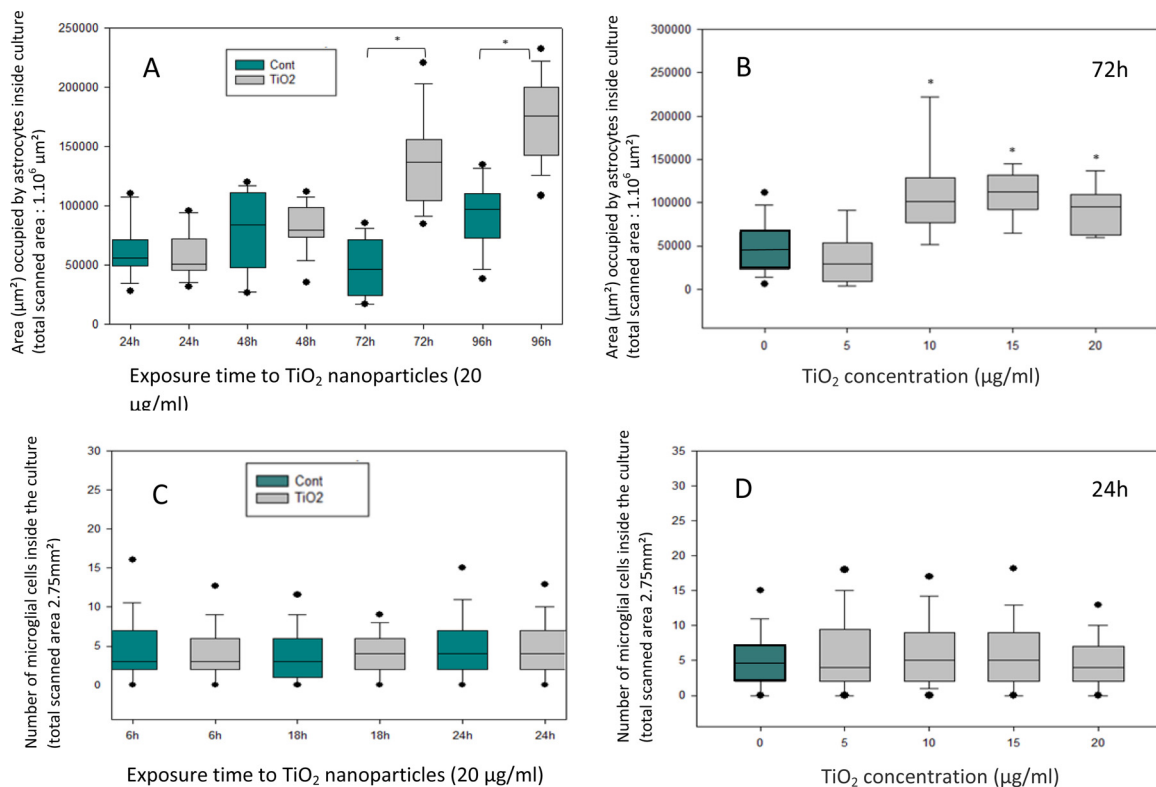 Area (µm²) occupied by astrocytes inside culture
(total scanned area : 1.10⁶ µm²)
250000
200000
150000
100000
50000
0
A
Cont
TiO2
*
*
24h
24h
48h
48h
72h
72h
96h
96h
Exposure time to TiO₂ nanoparticles (20
µg/ml)
Area (µm²) occupied by astrocytes inside culture
(total scanned area : 1.10⁶ µm²)
300000
250000
200000
150000
100000
50000
0
B
72h
*
*
*
0
5
10
15
20
TiO₂ concentration (µg/ml)
Number of microglial cells inside the culture
(total scanned area 2.75mm²)
30
25
20
15
10
5
0
C
Cont
TiO2
6h
6h
18h
18h
24h
24h
Exposure time to TiO₂ nanoparticles (20 µg/ml)
Number of microglial cells inside the culture
(total scanned area 2.75mm²)
35
30
25
20
15
10
5
0
D
24h
0
5
10
15
20
TiO₂ concentration (µg/ml)